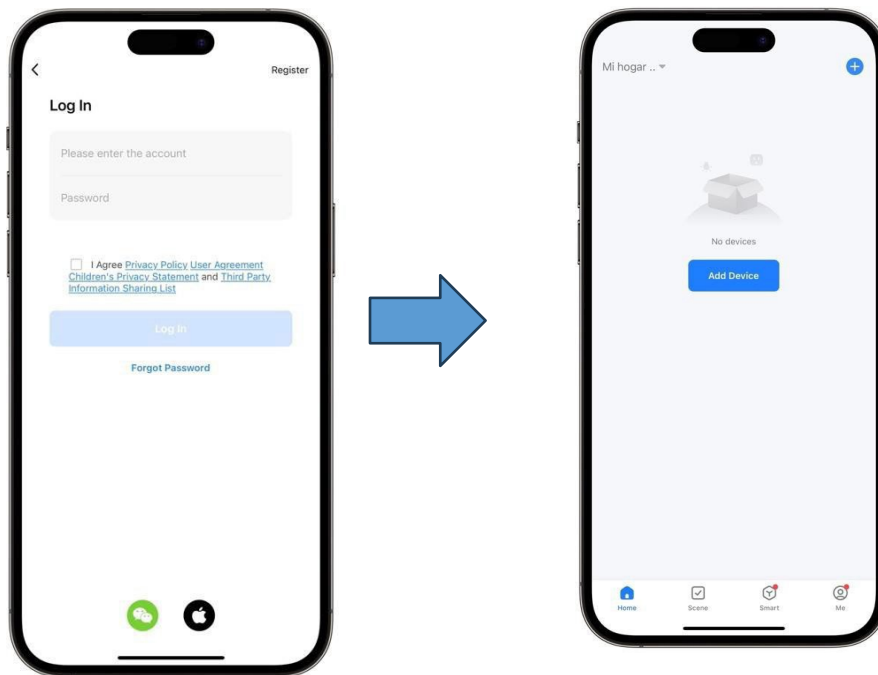 Register
Log In
Please enter the account
Password
I Agree Privacy Policy User Agreement
Children's Privacy Statement and Third Party
Information Sharing List
Log In
Forgot Password
Mi hogar ..
No devices
Add Device
Home Scene Smart Me